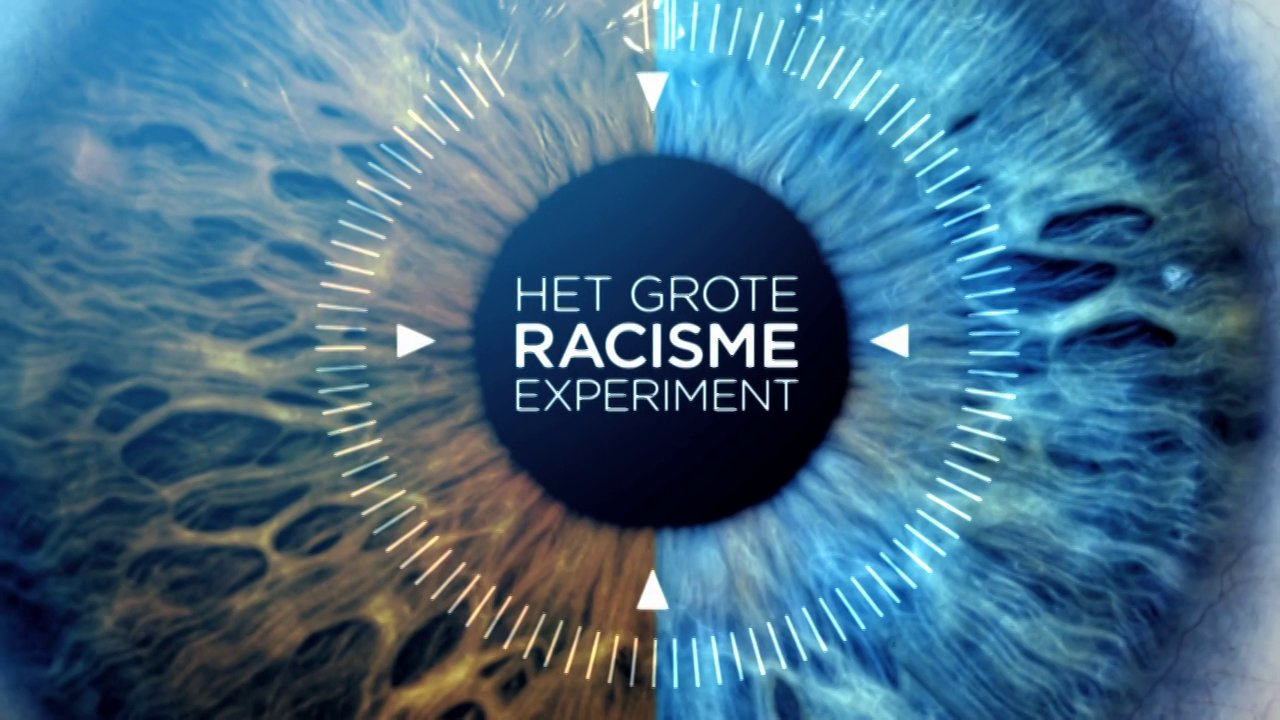 HET GROTE
RACISME
EXPERIMENT